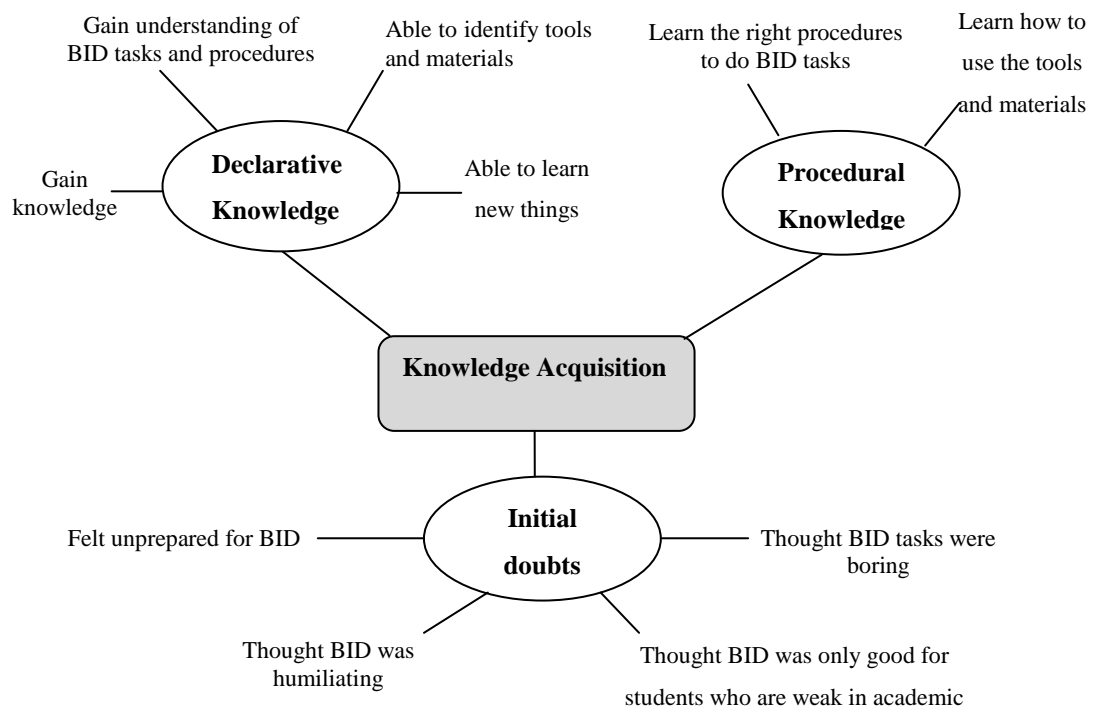 Gain understanding of
BID tasks and procedures
Able to identify tools
and materials
Learn the right procedures
to do BID tasks
Learn how to
use the tools
and materials
Gain
knowledge
Declarative
Knowledge
Able to learn
new things
Procedural
Knowledge
Knowledge Acquisition
Initial
doubts
Felt unprepared for BID
Thought BID tasks were
boring
Thought BID was
humiliating
Thought BID was only good for
students who are weak in academic